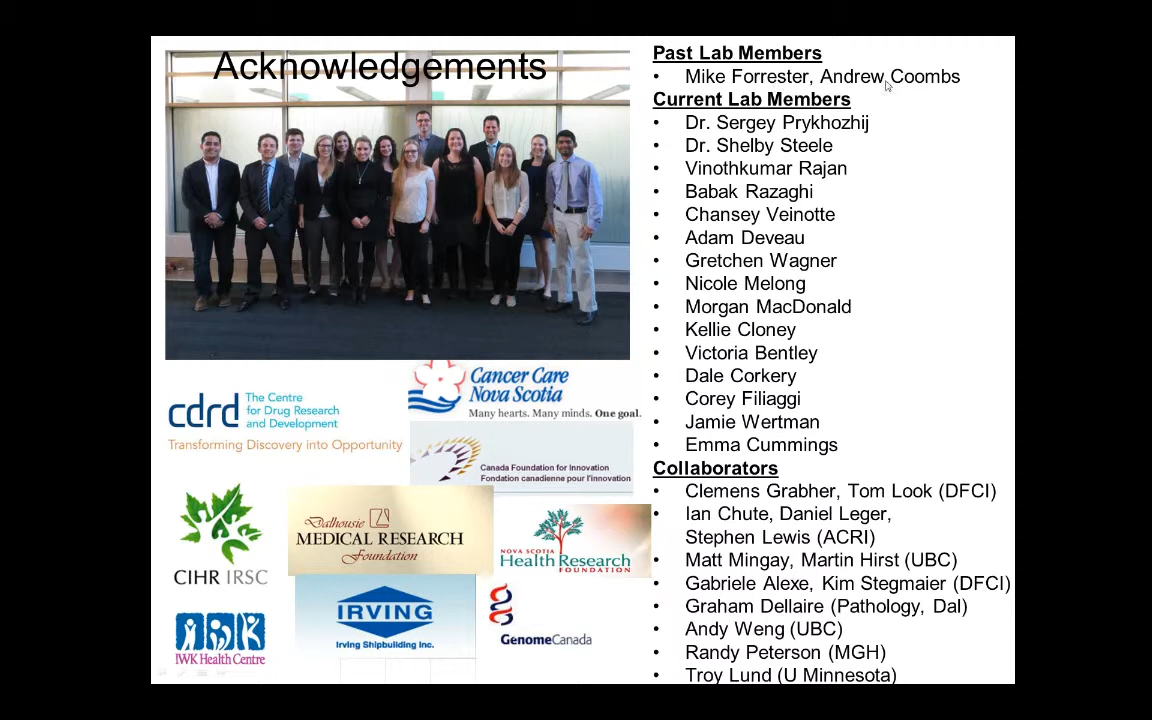 Acknowledgements
Past Lab Members
• Mike Forrester, Andrew Coombs
Current Lab Members
• Dr. Sergey Prykhozhij
• Dr. Shelby Steele
• Vinothkumar Rajan
• Babak Razaghi
• Chansey Veinotte
• Adam Deveau
• Gretchen Wagner
• Nicole Melong
• Morgan MacDonald
• Kellie Cloney
• Victoria Bentley
• Dale Corkery
• Corey Filiaggi
• Jamie Wertman
• Emma Cummings
Collaborators
• Clemens Grabher, Tom Look (DFCI)
• Ian Chute, Daniel Leger,
Stephen Lewis (ACRI)
• Matt Mingay, Martin Hirst (UBC)
• Gabriele Alexe, Kim Stegmaier (DFCI)
• Graham Dellaire (Pathology, Dal)
• Andy Weng (UBC)
• Randy Peterson (MGH)
• Troy Lund (U Minnesota)
cdrd
The Centre
for Drug Research
and Development
Transforming Discovery into Opportunity
Cancer Care
Nova Scotia
Many hearts. Many minds. One goal.
Canada Foundation for Innovation
Fondation canadienne pour l'innovation
CIHR IRSC
Dalhousie
MEDICAL RESEARCH
Foundation
NOVA SCOTIA
Health Research
FOUNDATION
IWK
IWK Health Centre
IRVING
Irving Shipbuilding Inc.
GenomeCanada